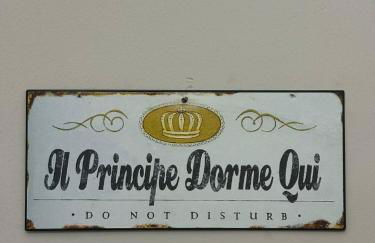 Il Principe Dorme Qui
· DO NOT DISTURB ·